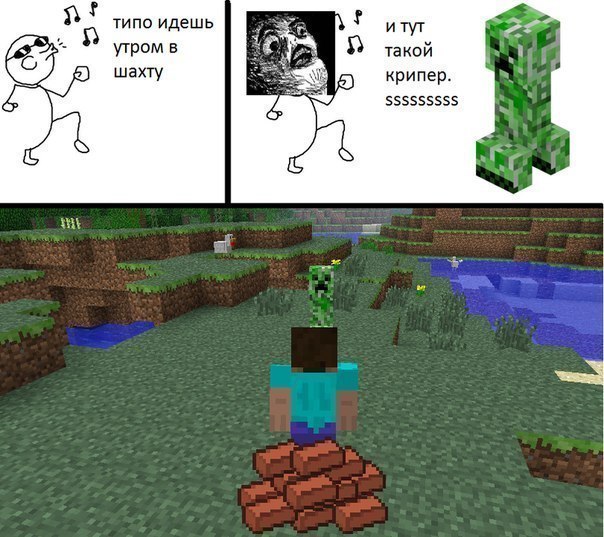 типо идешь
утром в
шахту
и тут
такой
крипер.
sssssssss